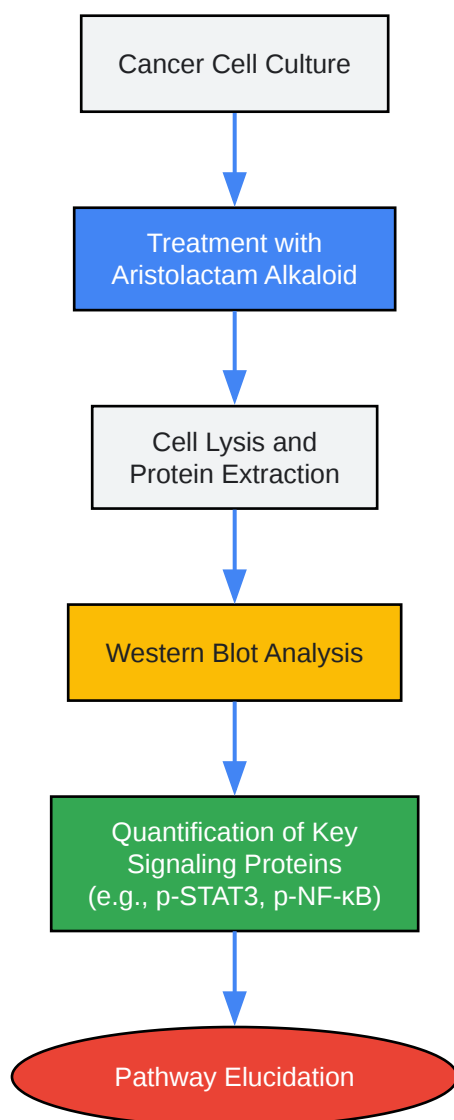 Cancer Cell Culture
Treatment with
Aristolactam Alkaloid
Cell Lysis and
Protein Extraction
Western Blot Analysis
Quantification of Key
Signaling Proteins
(e.g., p-STAT3, p-NF-κB)
Pathway Elucidation